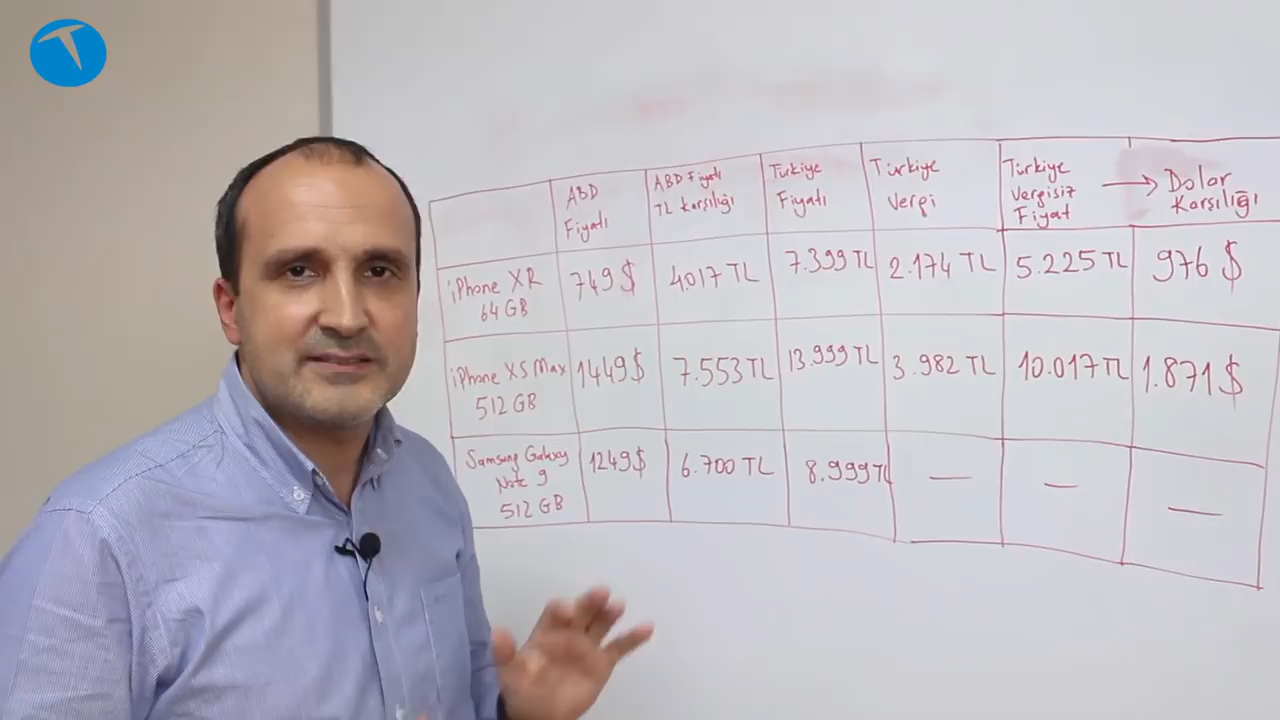 ABD
Fiyatı
ABD Fiyatı
TL Karşılığı
Türkiye
Fiyatı
Türkiye
Vergi
Türkiye
Vergisiz
Fiyat
Dolar
Karşılığı
iPhone XR
64 GB
749 $
4.017 TL
7.399 TL
2.174 TL
5.225 TL
976 $
iPhone XS Max
512 GB
1449 $
7.553 TL
13.999 TL
3.982 TL
10.017 TL
1.871 $
Samsung Galaxy
Note 9
512 GB
1249 $
6.700 TL
8.999 TL